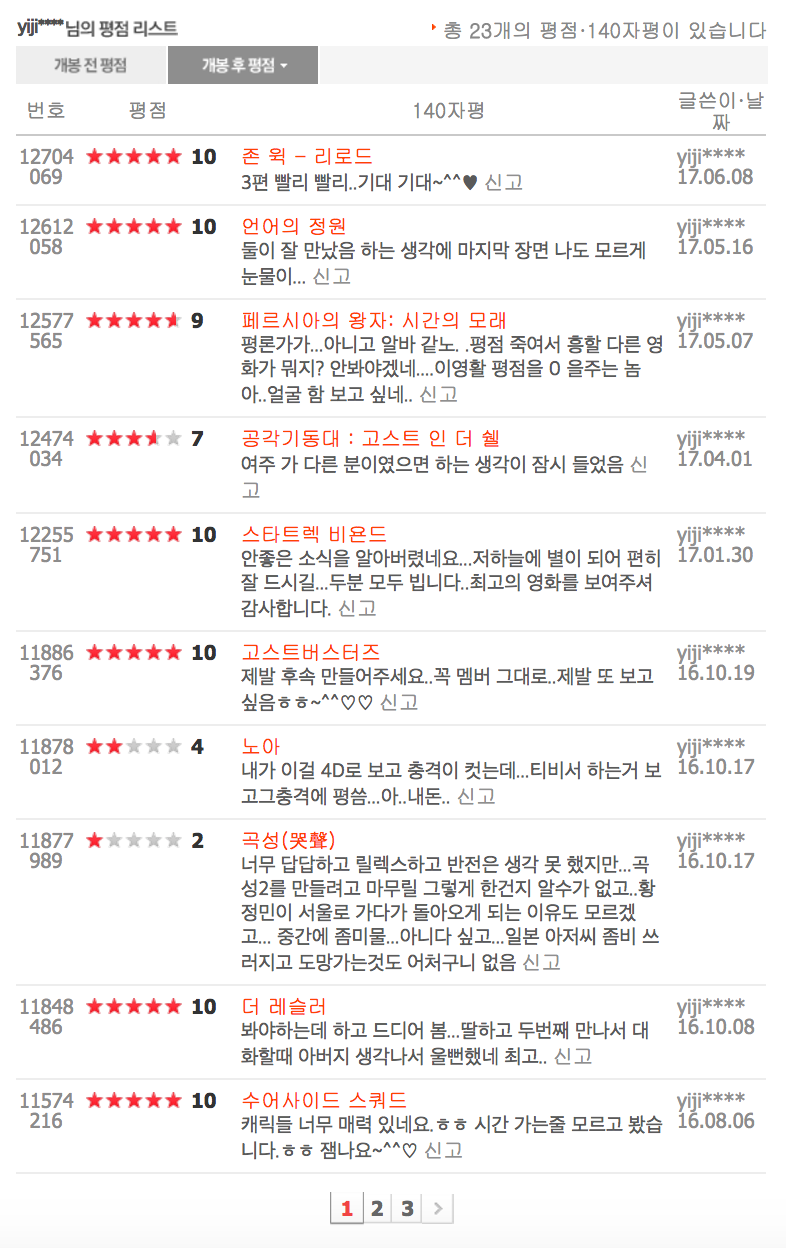 yiji****님의 평점 리스트
총 23개의 평점·140자평이 있습니다
개봉 전 평점
개봉 후 평점
번호
평점
140자평
글쓴이·날
짜
12704
069
10
존 윅 – 리로드
3편 빨리 빨리..기대 기대~^^♥ 신고
yiji****
17.06.08
12612
058
10
언어의 정원
둘이 잘 만났음 하는 생각에 마지막 장면 나도 모르게
눈물이... 신고
yiji****
17.05.16
12577
565
9
페르시아의 왕자: 시간의 모래
평론가가...아니고 알바 같노. .평점 죽여서 흥할 다른 영
화가 뭐지? 안봐야겠네....이영활 평점을 0 을주는 놈
아..얼굴 함 보고 싶네.. 신고
yiji****
17.05.07
12474
034
7
공각기동대 : 고스트 인 더 쉘
여주 가 다른 분이였으면 하는 생각이 잠시 들었음 신
고
yiji****
17.04.01
12255
751
10
스타트렉 비욘드
안좋은 소식을 알아버렸네요...저하늘에 별이 되어 편히
잘 드시길...두분 모두 빕니다..최고의 영화를 보여주셔
감사합니다. 신고
yiji****
17.01.30
11886
376
10
고스트버스터즈
제발 후속 만들어주세요..꼭 멤버 그대로..제발 또 보고
싶음ㅎㅎ~^^♡♡ 신고
yiji****
16.10.19
11878
012
4
노아
내가 이걸 4D로 보고 충격이 컷는데...티비서 하는거 보
고그충격에 평씀...아..내돈.. 신고
yiji****
16.10.17
11877
989
2
곡성(哭聲)
너무 답답하고 릴렉스하고 반전은 생각 못 했지만...곡
성2를 만들려고 마무릴 그렇게 한건지 알수가 없고..황
정민이 서울로 가다가 돌아오게 되는 이유도 모르겠
고... 중간에 좀미물...아니다 싶고...일본 아저씨 좀비 쓰
러지고 도망가는것도 어처구니 없음 신고
yiji****
16.10.17
11848
486
10
더 레슬러
봐야하는데 하고 드디어 봄...딸하고 두번째 만나서 대
화할때 아버지 생각나서 울뻔했네 최고.. 신고
yiji****
16.10.08
11574
216
10
수어사이드 스쿼드
캐릭들 너무 매력 있네요.ㅎㅎ 시간 가는줄 모르고 봤습
니다.ㅎㅎ 잼나요~^^♡ 신고
yiji****
16.08.06
1 2 3 >